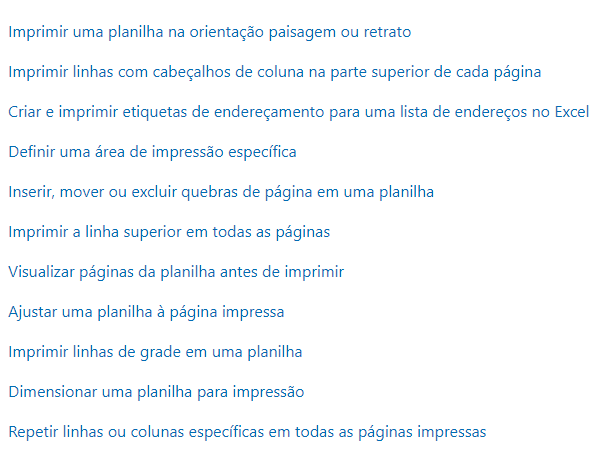 Imprimir uma planilha na orientação paisagem ou retrato
Imprimir linhas com cabeçalhos de coluna na parte superior de cada página
Criar e imprimir etiquetas de endereçamento para uma lista de endereços no Excel
Definir uma área de impressão específica
Inserir, mover ou excluir quebras de página em uma planilha
Imprimir a linha superior em todas as páginas
Visualizar páginas da planilha antes de imprimir
Ajustar uma planilha à página impressa
Imprimir linhas de grade em uma planilha
Dimensionar uma planilha para impressão
Repetir linhas ou colunas específicas em todas as páginas impressas